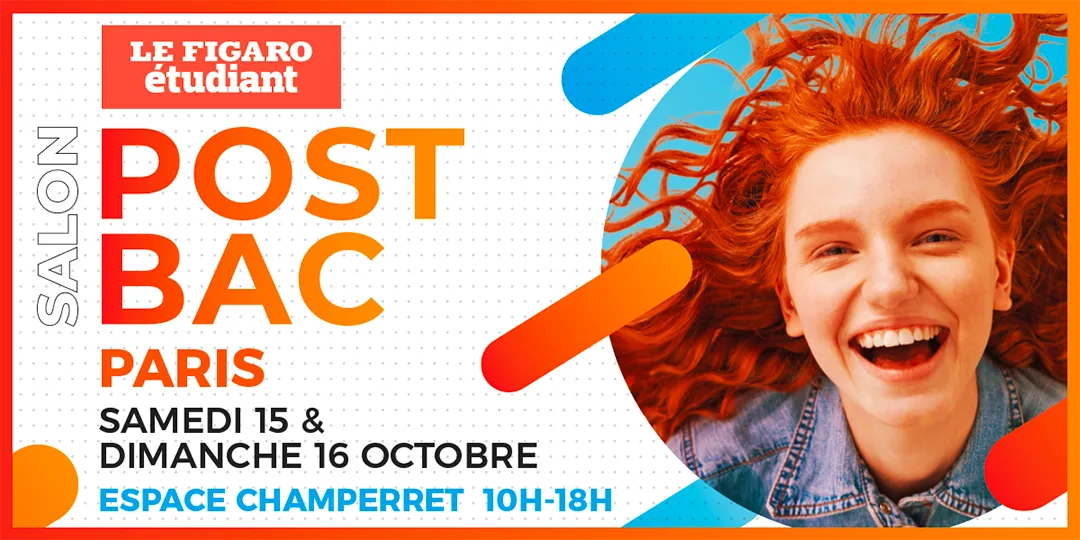 LE FIGARO
étudiant
SALON
POST
BAC
PARIS
SAMEDI 15 &
DIMANCHE 16 OCTOBRE
ESPACE CHAMPERRET 10H-18H